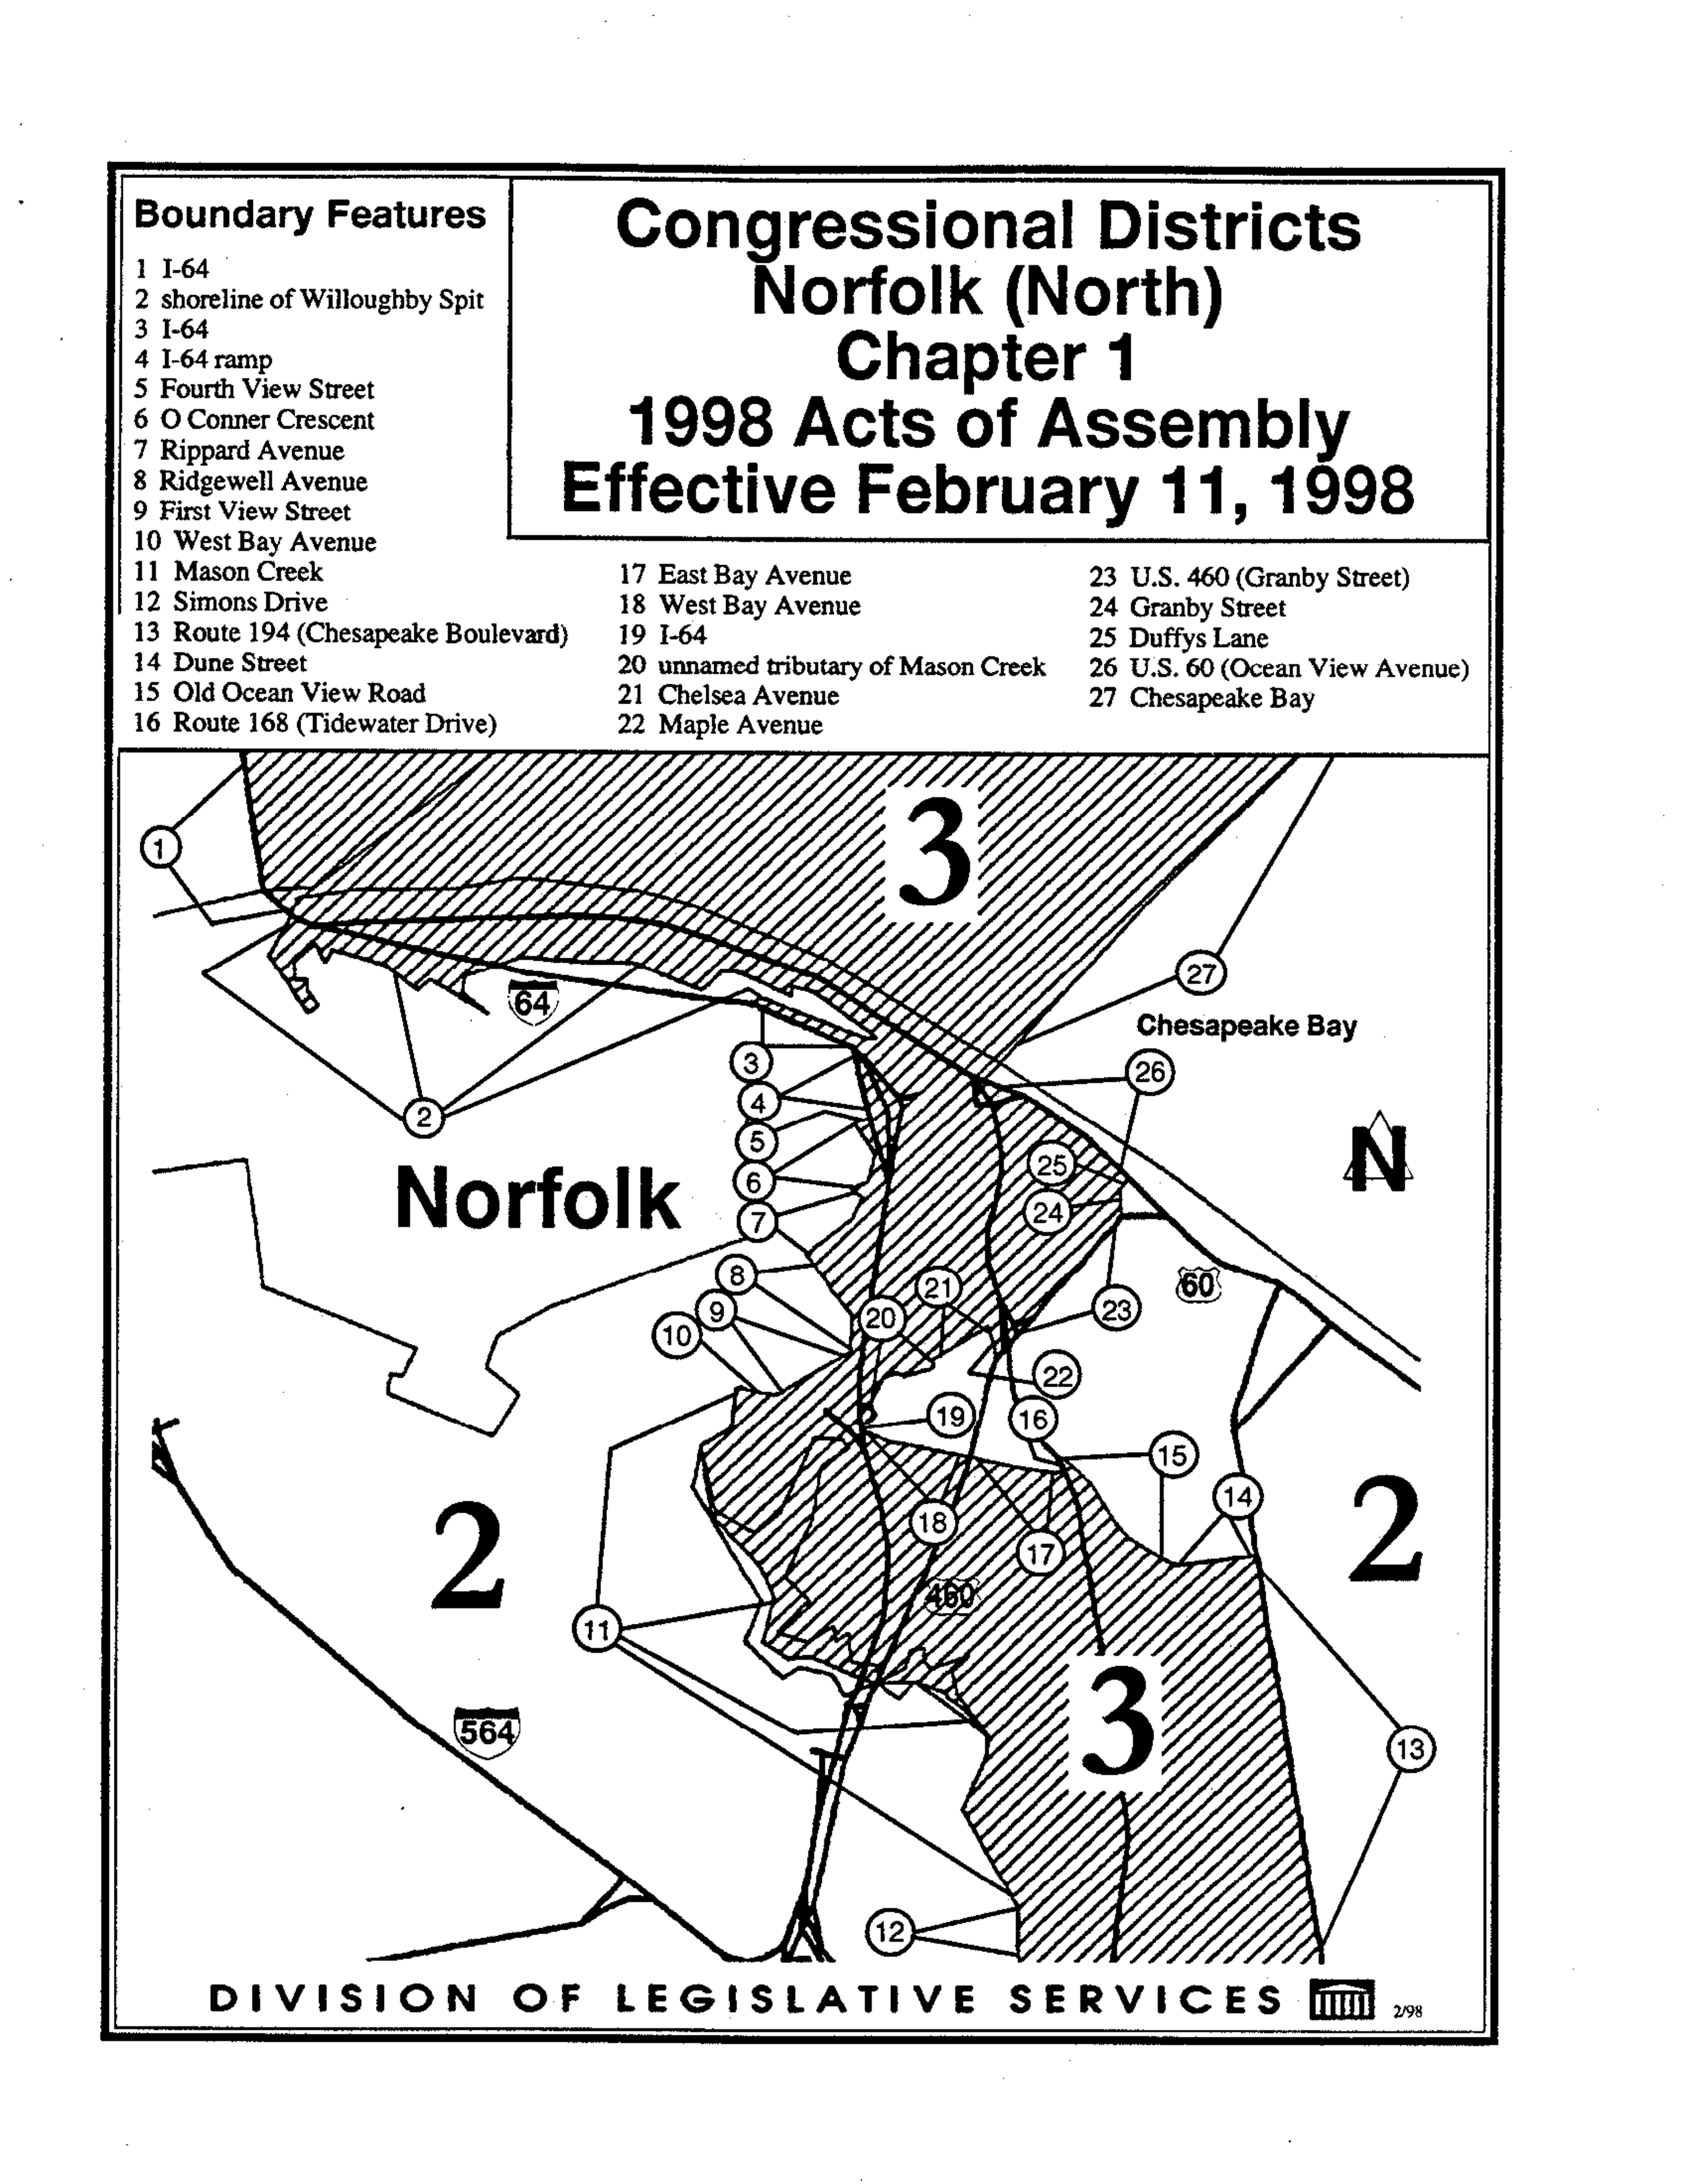 Boundary Features
1 I-64
2 shoreline of Willoughby Spit
3 I-64
4 I-64 ramp
5 Fourth View Street
6 O Conner Crescent
7 Rippard Avenue
8 Ridgewell Avenue
9 First View Street
10 West Bay Avenue
11 Mason Creek
12 Simons Drive
13 Route 194 (Chesapeake Boulevard)
14 Dune Street
15 Old Ocean View Road
16 Route 168 (Tidewater Drive)
Congressional Districts
Norfolk (North)
Chapter 1
1998 Acts of Assembly
Effective February 11, 1998
17 East Bay Avenue
18 West Bay Avenue
19 I-64
20 unnamed tributary of Mason Creek
21 Chelsea Avenue
22 Maple Avenue
23 U.S. 460 (Granby Street)
24 Granby Street
25 Duffys Lane
26 U.S. 60 (Ocean View Avenue)
27 Chesapeake Bay
3
1
27
64
Chesapeake Bay
3
26
4
2
5
N
25
6
Norfolk
24
7
8
60
21
9
23
20
10
22
19
16
15
14
2
18
2
17
460
11
3
564
13
12
DIVISION OF LEGISLATIVE SERVICES
2/98